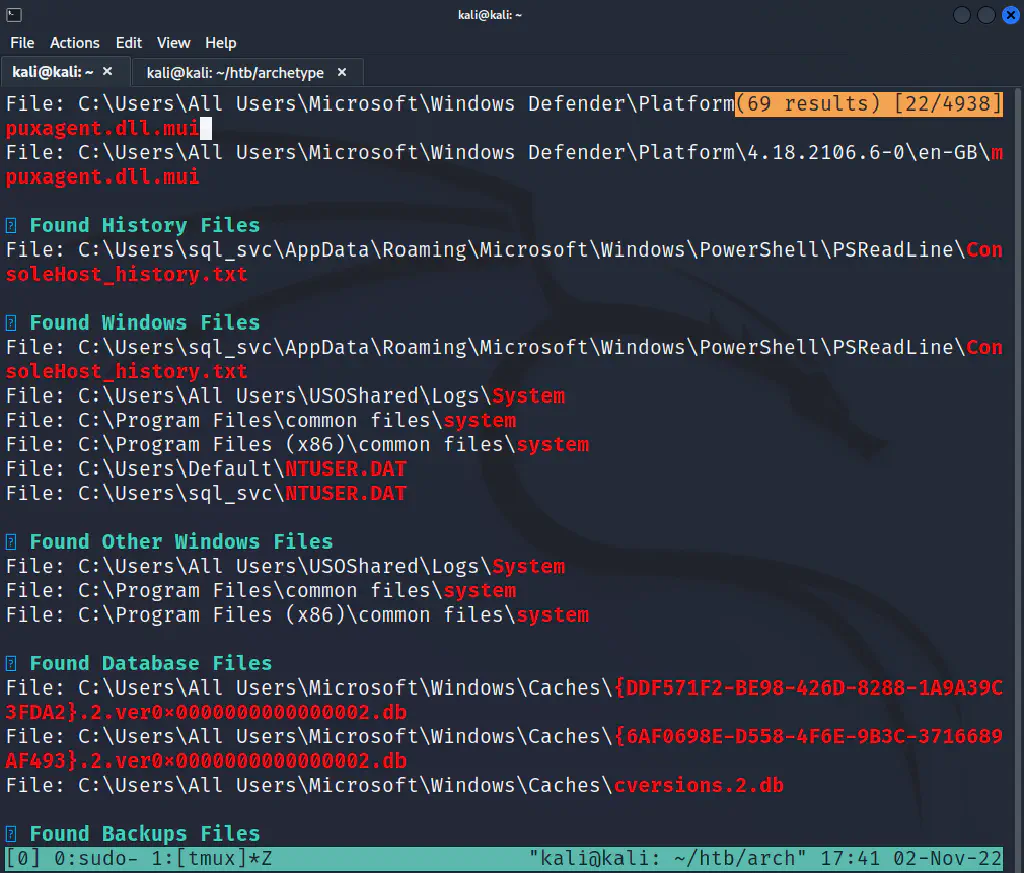 kali@kali: ~
File Actions Edit View Help
kali@kali: ~ × kali@kali: ~/htb/archetype ×
File: C:\Users\All Users\Microsoft\Windows Defender\Platform(69 results) [22/4938]
puxagent.dll.mui
File: C:\Users\All Users\Microsoft\Windows Defender\Platform\4.18.2106.6-0\en-GB\m
puxagent.dll.mui
Found History Files
File: C:\Users\sql_svc\AppData\Roaming\Microsoft\Windows\PowerShell\PSReadLine\Con
soleHost_history.txt
Found Windows Files
File: C:\Users\sql_svc\AppData\Roaming\Microsoft\Windows\PowerShell\PSReadLine\Con
soleHost_history.txt
File: C:\Users\All Users\USOShared\Logs\System
File: C:\Program Files\common files\system
File: C:\Program Files (x86)\common files\system
File: C:\Users\Default\NTUSER.DAT
File: C:\Users\sql_svc\NTUSER.DAT
Found Other Windows Files
File: C:\Users\All Users\USOShared\Logs\System
File: C:\Program Files\common files\system
File: C:\Program Files (x86)\common files\system
Found Database Files
File: C:\Users\All Users\Microsoft\Windows\Caches\{DDF571F2-BE98-426D-8288-1A9A39C
3FDA2}.2.ver0×0000000000000002.db
File: C:\Users\All Users\Microsoft\Windows\Caches\{6AF0698E-D558-4F6E-9B3C-3716689
AF493}.2.ver0×0000000000000002.db
File: C:\Users\All Users\Microsoft\Windows\Caches\cversions.2.db
Found Backups Files
[0] 0:sudo- 1:[tmux]*Z "kali@kali: ~/htb/arch" 17:41 02-Nov-22